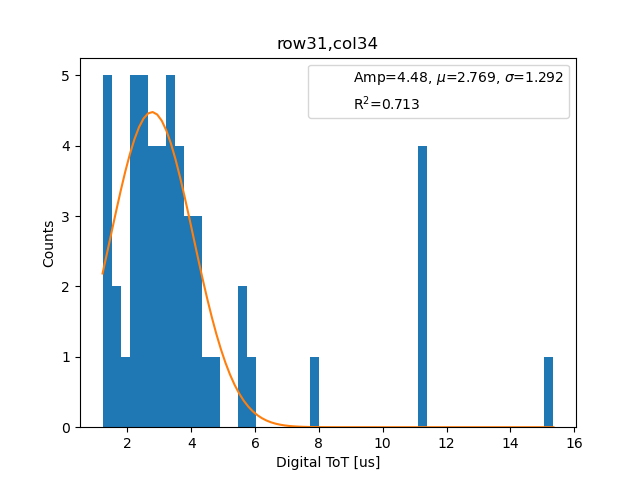 row31,col34
Amp=4.48, μ=2.769, σ=1.292
R²=0.713
5
4
3
2
1
0
Counts
2 4 6 8 10 12 14 16
Digital ToT [us]